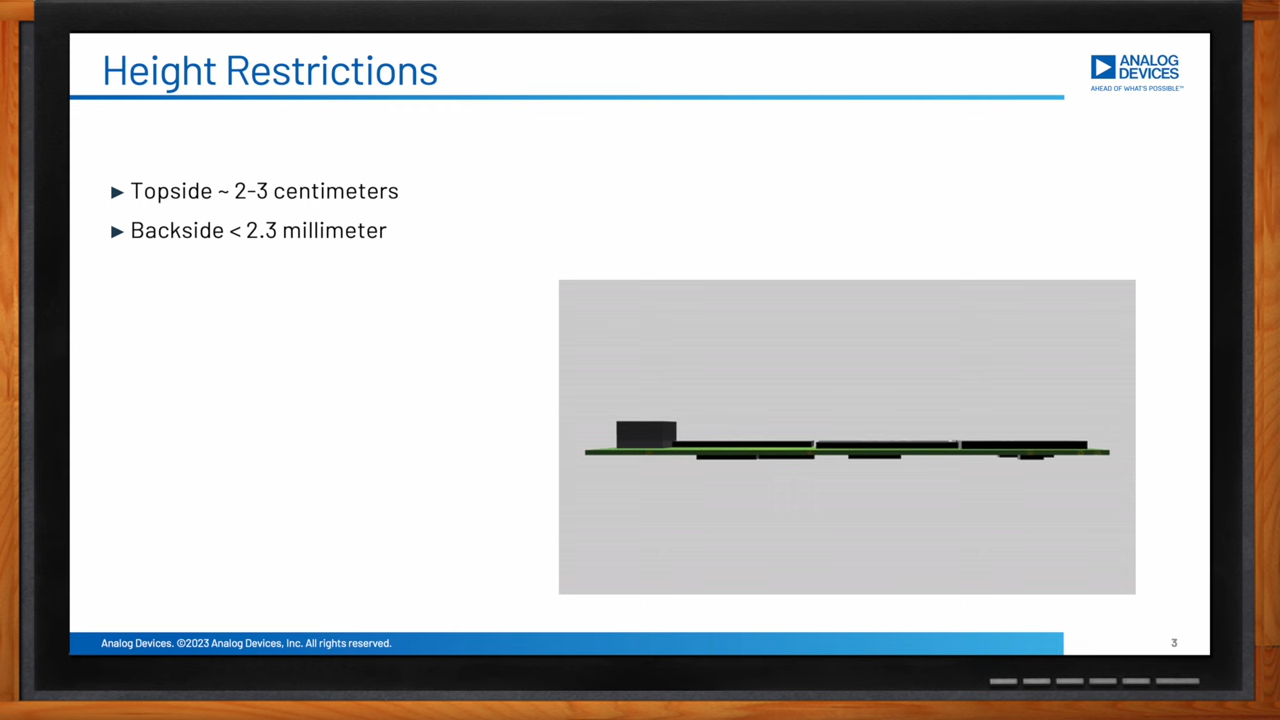 Height Restrictions
ANALOG
DEVICES
AHEAD OF WHAT'S POSSIBLE™
► Topside ~ 2-3 centimeters
► Backside < 2.3 millimeter
Analog Devices. ©2023 Analog Devices, Inc. All rights reserved.
3